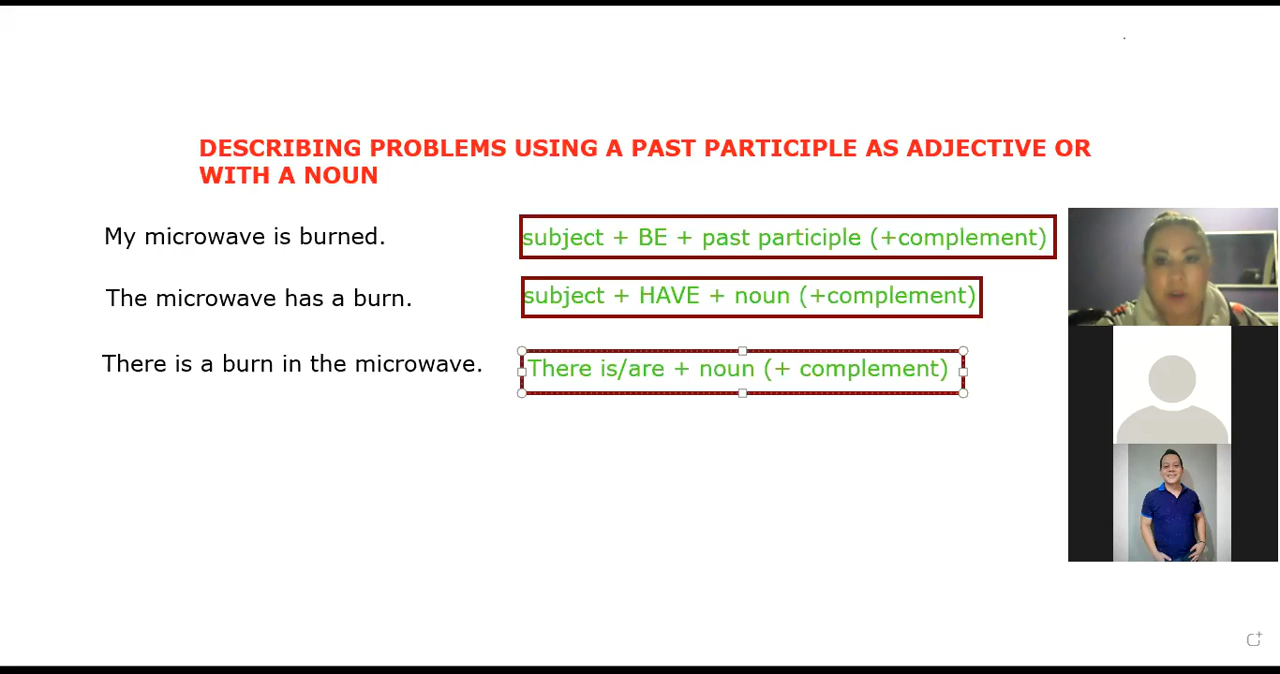 DESCRIBING PROBLEMS USING A PAST PARTICIPLE AS ADJECTIVE OR
WITH A NOUN
My microwave is burned.
subject + BE + past participle (+complement)
The microwave has a burn.
subject + HAVE + noun (+complement)
There is a burn in the microwave.
There is/are + noun (+ complement)